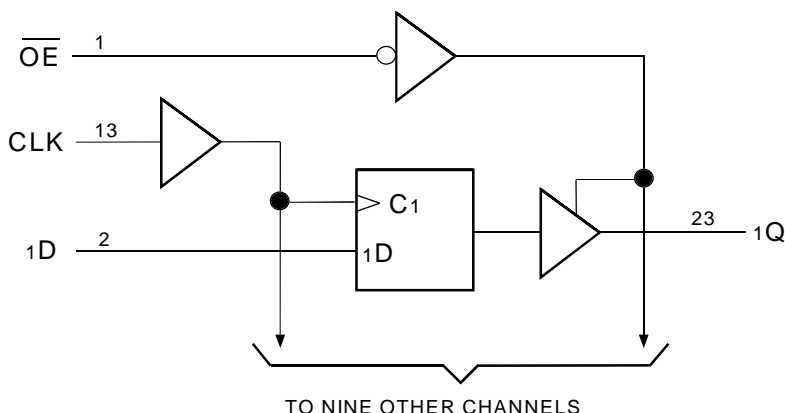 OE 1
CLK 13
1D 2
C1
1D
23 1Q
TO NINE OTHER CHANNELS